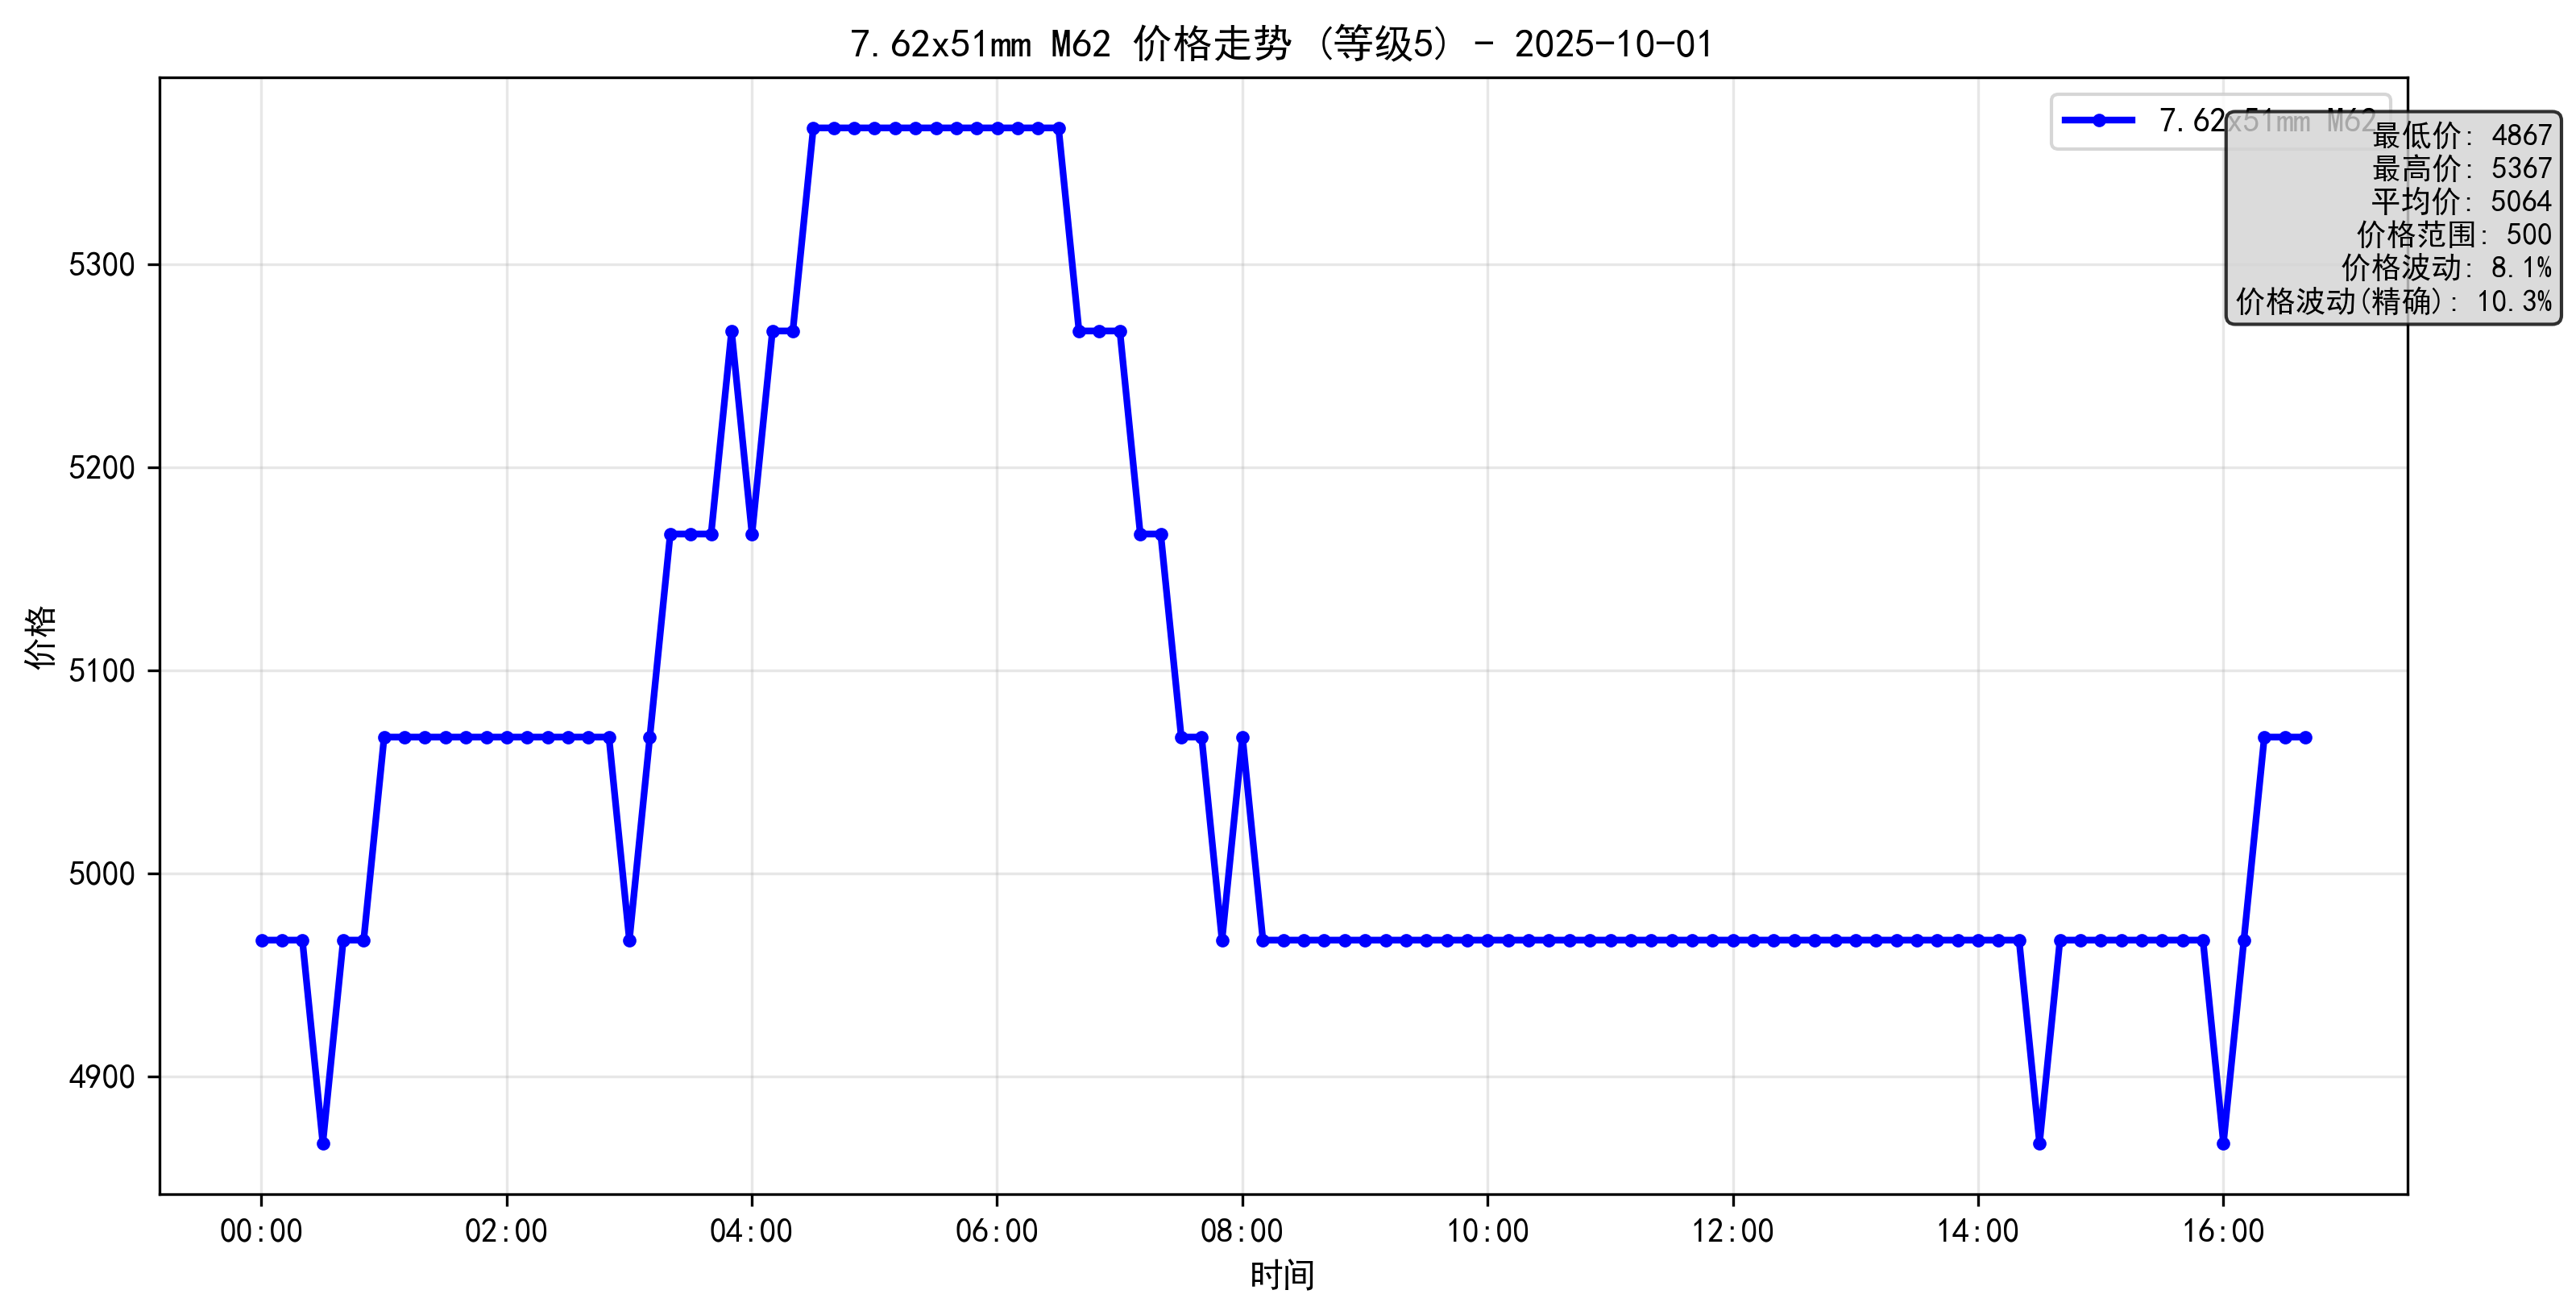 7.62x51mm M62 价格走势 (等级5) - 2025-10-01
7.62x51mm M62
最低价: 4867
最高价: 5367
平均价: 5064
价格范围: 500
价格波动: 8.1%
价格波动(精确): 10.3%
价格
5300
5200
5100
5000
4900
00:00 02:00 04:00 06:00 08:00 10:00 12:00 14:00 16:00
时间